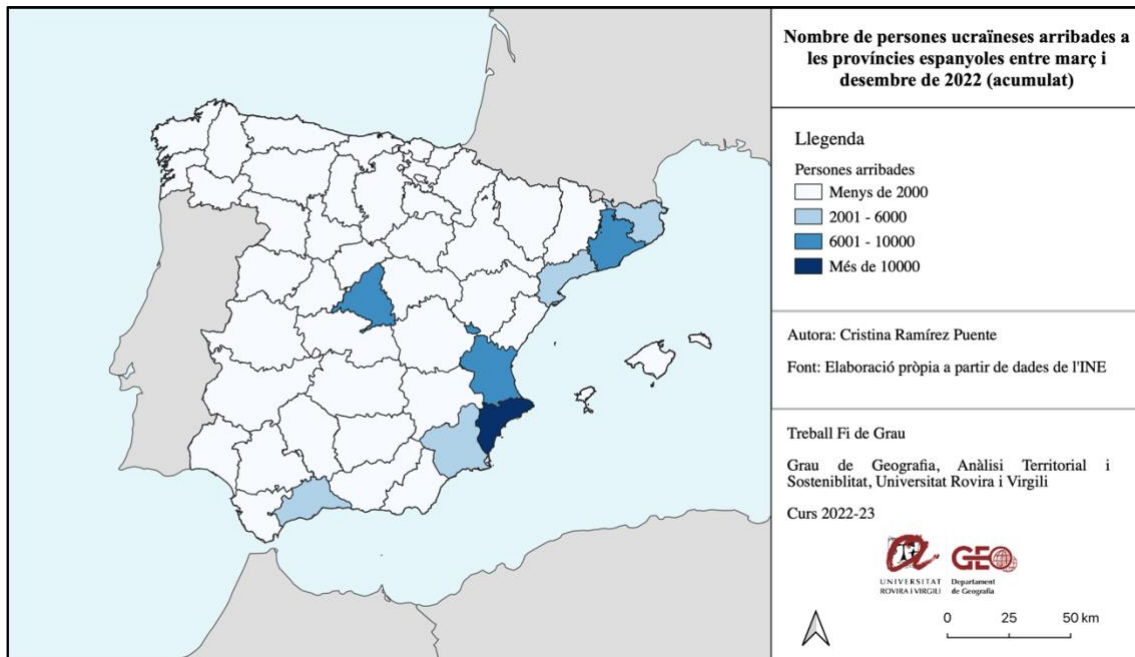 Nombre de persones ucraïneses arribades a
les províncies espanyoles entre març i
desembre de 2022 (acumulat)
Llegenda
Persones arribades
Menys de 2000
2001 - 6000
6001 - 10000
Més de 10000
Autora: Cristina Ramírez Puente
Font: Elaboració pròpia a partir de dades de l'INE
Treball Fi de Grau
Grau de Geografia, Anàlisi Territorial i
Sosteniblitat, Universitat Rovira i Virgili
Curs 2022-23
UNIVERSITAT
ROVIRA I VIRGILI
GEO
Departament
de Geografia
0 25 50 km